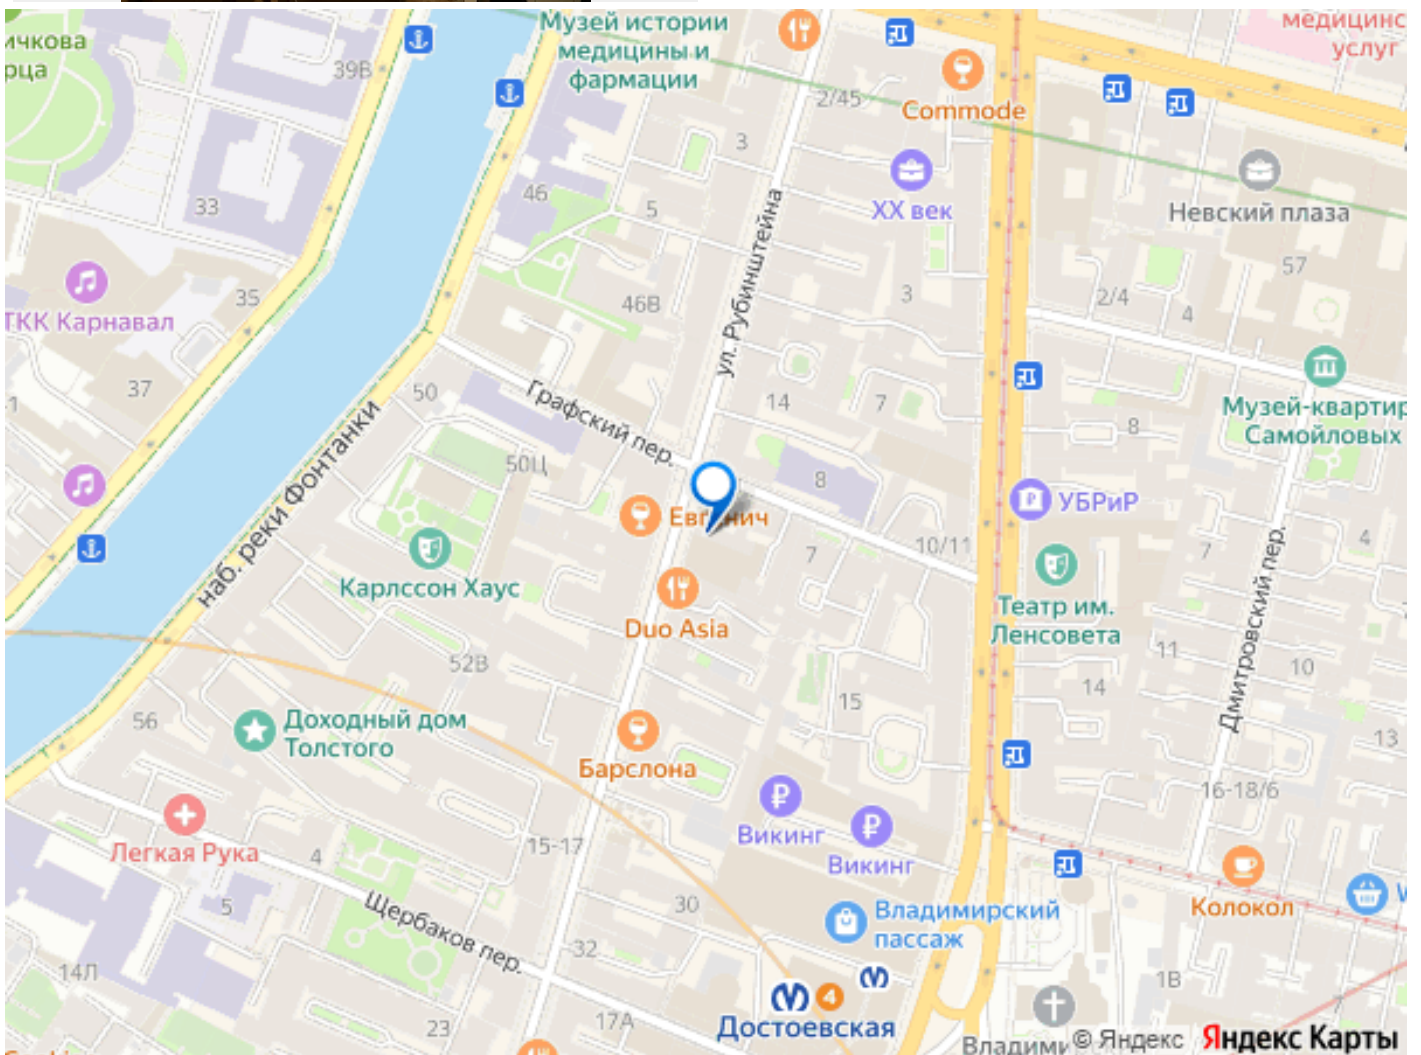 Музей истории
медицины и
фармации
ичкова
рца
39В
2/45
Commode
медицинс
услуг
3
ХХ век
Невский плаза
46
5
33
57
ул. Рубинштейна
46В
3
2/4
4
35
ТКК Карнавал
37
50
Графский пер.
14
7
8
Музей-квартир
Самойловых
50Ц
8
УБРиР
наб. реки Фонтанки
Карлссон Хаус
7
10/11
7
4
Duo Asia
Театр им.
Ленсовета
Дмитровский пер.
11
10
52В
14
15
56
Доходный дом
Толстого
13
Барслона
16-18/6
Викинг
Викинг
Легкая Рука
4
15-17
5
Щербаков пер.
30
Владимирский
пассаж
Колокол
32
14Л
1В
4
Достоевская
17А
23
© Яндекс
Яндекс Карты